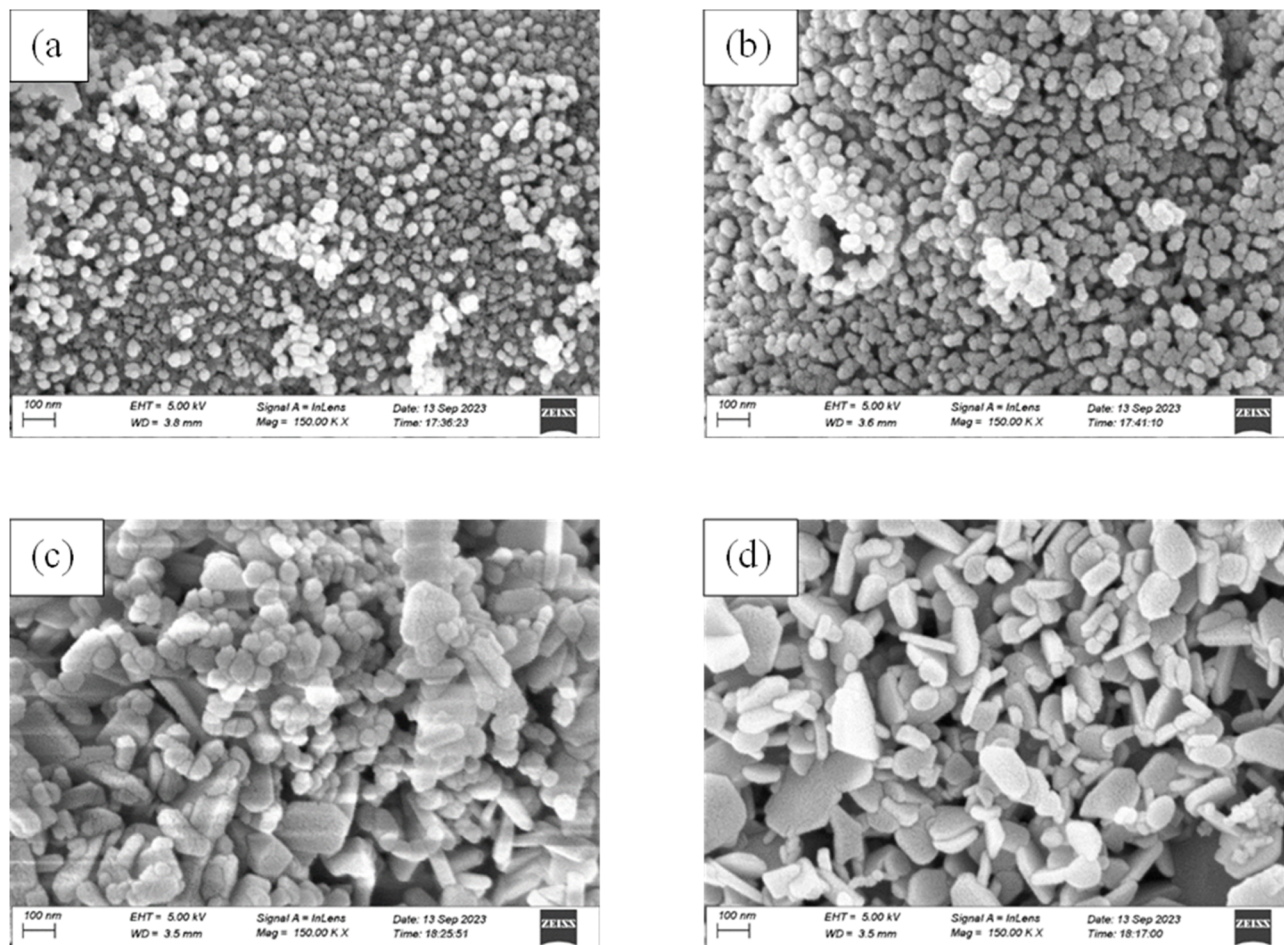 (a)
100 nm EHT = 5.00 kV Signal A = InLens Date: 13 Sep 2023
WD = 3.8 mm Mag = 150.00 K X Time: 17:36:23
ZEISS
(b)
100 nm EHT = 5.00 kV Signal A = InLens Date: 13 Sep 2023
WD = 3.6 mm Mag = 150.00 K X Time: 17:41:10
ZEISS
(c)
100 nm EHT = 5.00 kV Signal A = InLens Date: 13 Sep 2023
WD = 3.5 mm Mag = 150.00 K X Time: 18:25:51
ZEISS
(d)
100 nm EHT = 5.00 kV Signal A = InLens Date: 13 Sep 2023
WD = 3.5 mm Mag = 150.00 K X Time: 18:17:00
ZEISS